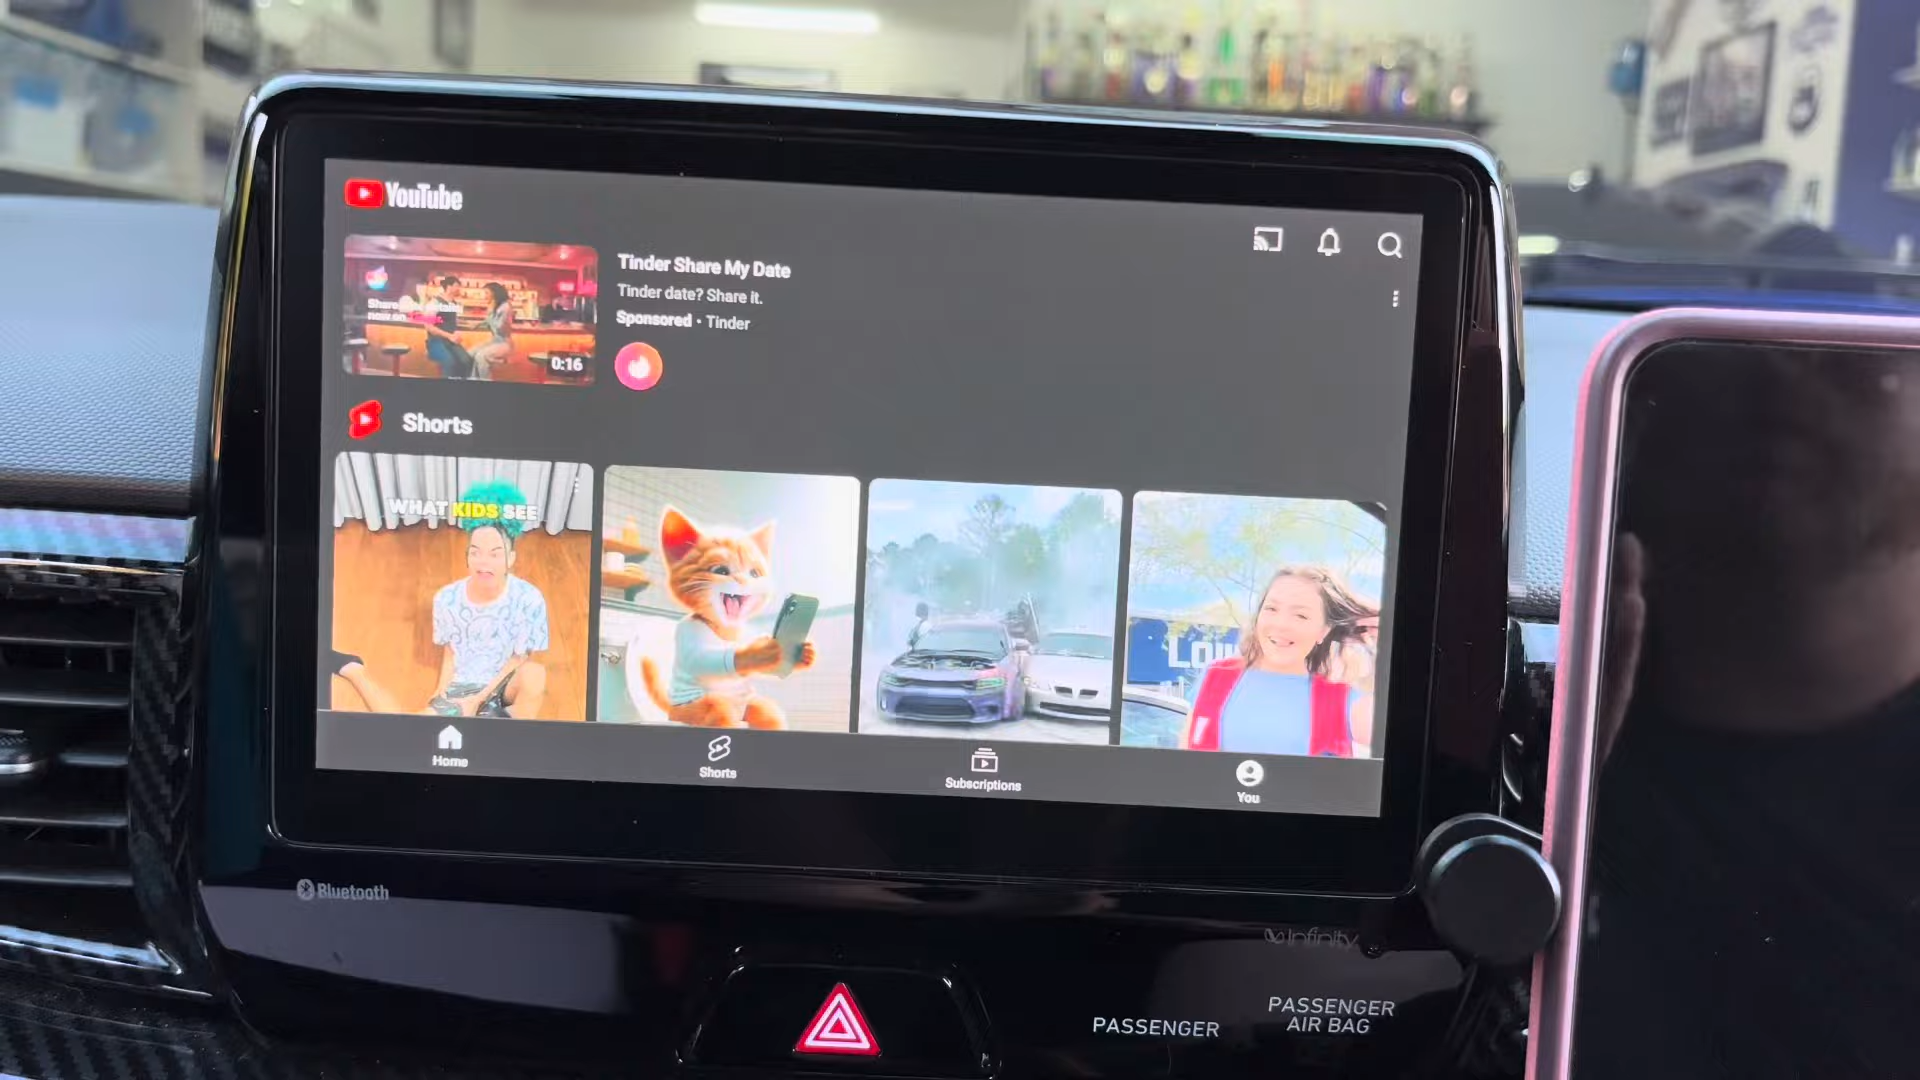 YouTube
Tinder Share My Date
Tinder date? Share it.
Sponsored • Tinder
0:16
Shorts
WHAT KIDS SEE
Home
Shorts
Subscriptions
You
Bluetooth
Infinity
PASSENGER
PASSENGER
AIR BAG